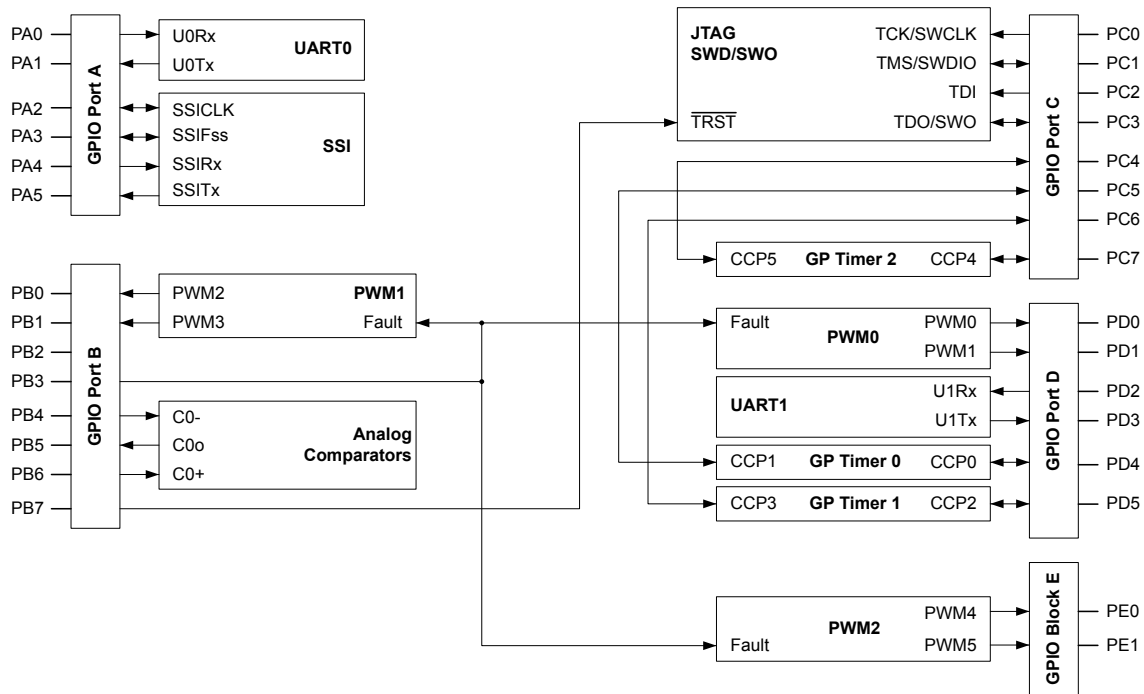 PA0
PA1
PA2
PA3
PA4
PA5
GPIO Port A
U0Rx
U0Tx
UART0
SSICLK
SSIFss
SSIRx
SSITx
SSI
JTAG
SWD/SWO
TRST
TCK/SWCLK
TMS/SWDIO
TDI
TDO/SWO
GPIO Port C
PC0
PC1
PC2
PC3
PC4
PC5
PC6
PC7
CCP5 GP Timer 2 CCP4
PB0
PB1
PB2
PB3
PB4
PB5
PB6
PB7
GPIO Port B
PWM2
PWM3
PWM1
Fault
C0-
C0o
C0+
Analog
Comparators
Fault
PWM0
PWM0
PWM1
UART1
U1Rx
U1Tx
CCP1 GP Timer 0 CCP0
CCP3 GP Timer 1 CCP2
GPIO Port D
PD0
PD1
PD2
PD3
PD4
PD5
Fault
PWM2
PWM4
PWM5
GPIO Block E
PE0
PE1